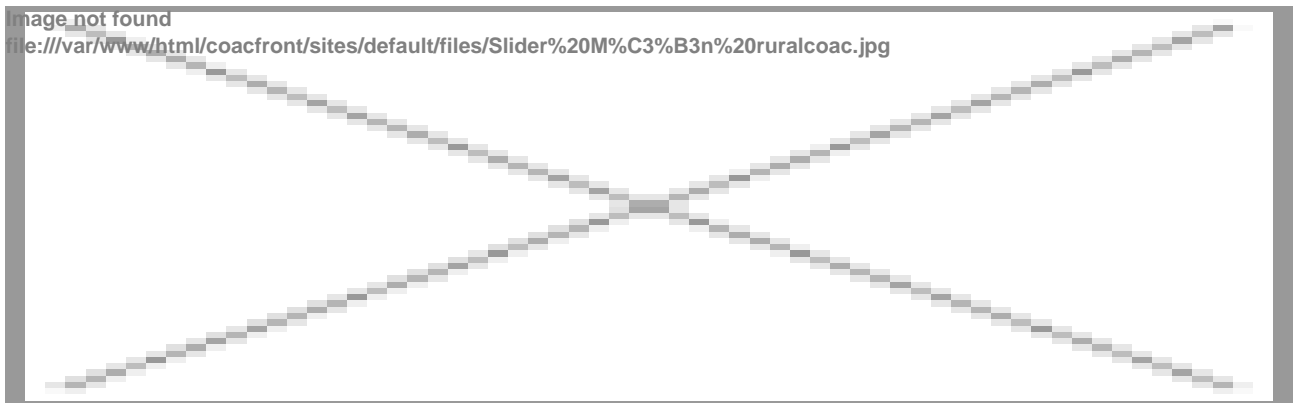 Image not found
file:///var/www/html/coacfront/sites/default/files/Slider%20M%C3%B3n%20ruralcoac.jpg